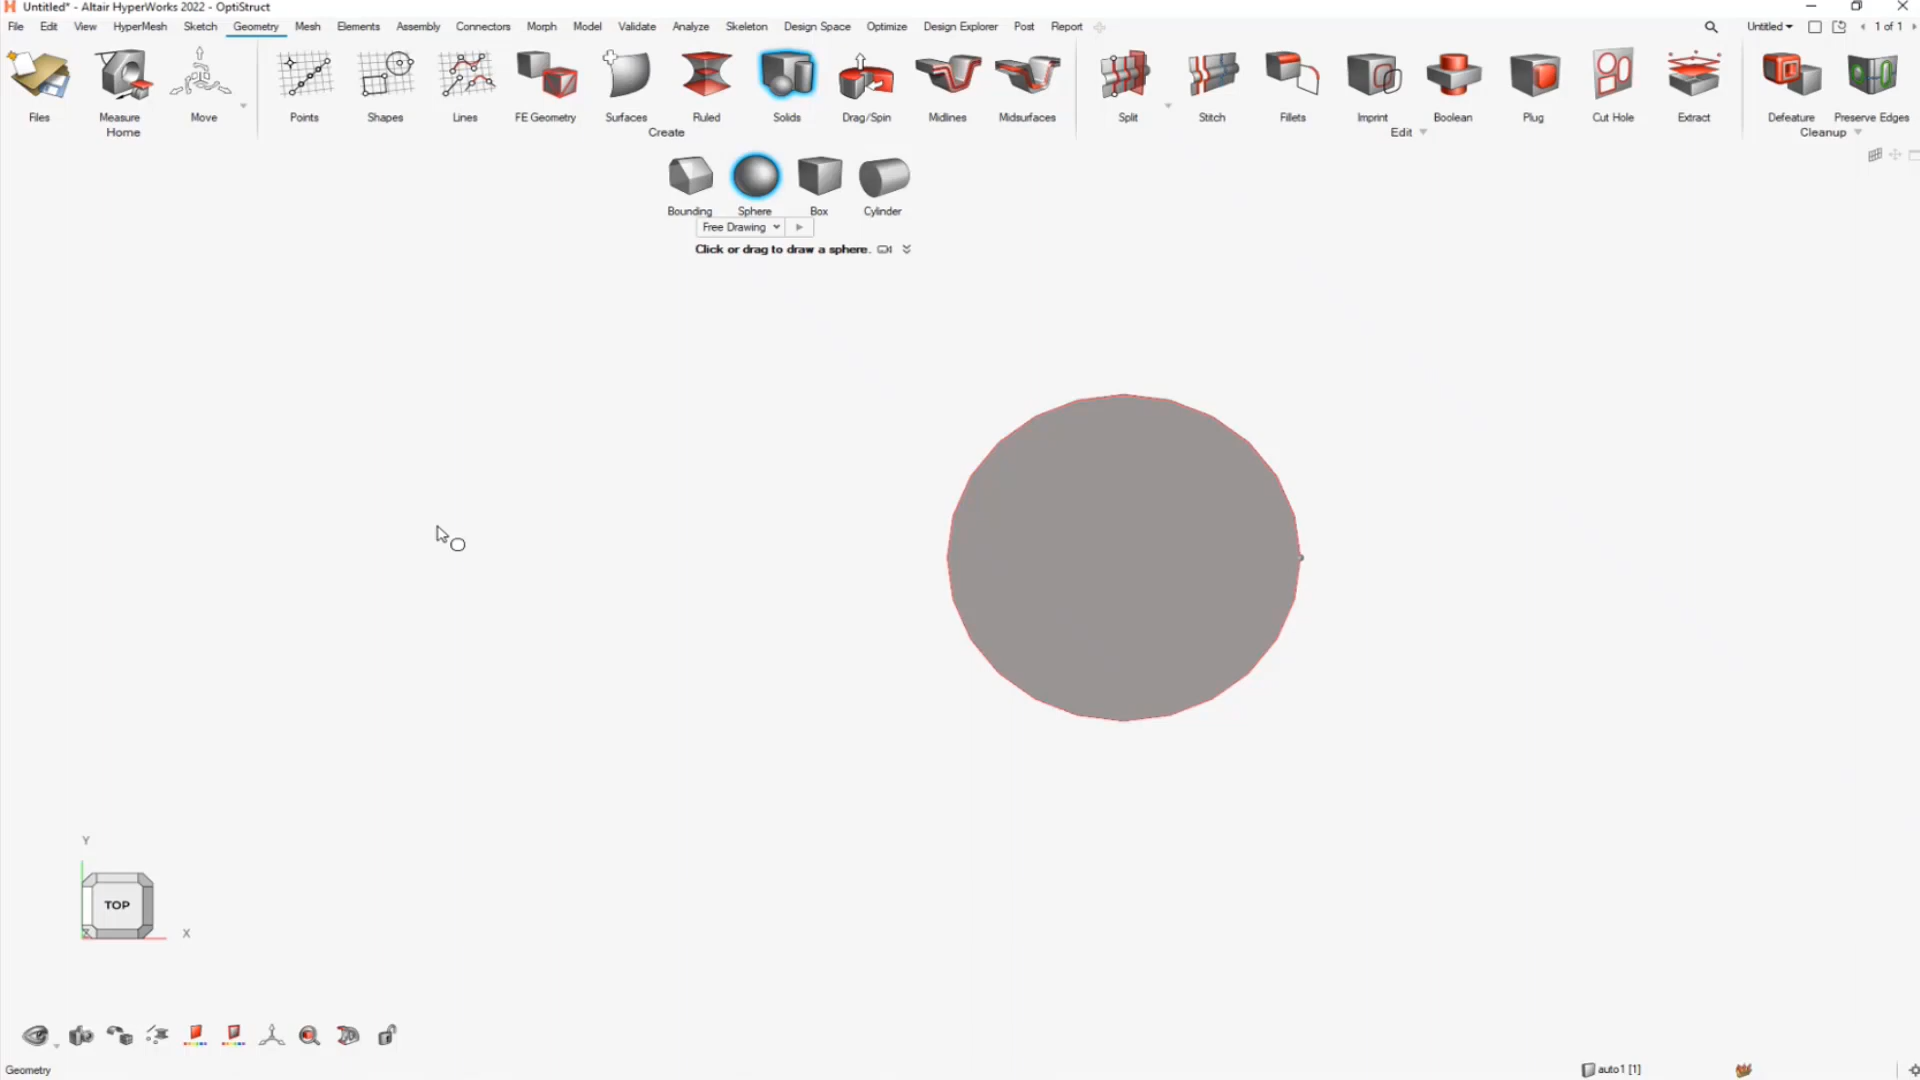 Untitled* - Altair HyperWorks 2022 - OptiStruct
File Edit View HyperMesh Sketch Geometry Mesh Elements Assembly Connectors Morph Model Validate Analyze Skeleton Design Space Optimize Design Explorer Post Report Untitled 1 of 1
Files Measure Move Points Shapes Lines FE Geometry Surfaces Ruled Solids Drag/Spin Midlines Midsurfaces Split Stitch Fillets Imprint Boolean Plug Cut Hole Extract Defeature Preserve Edges
Home Create Edit Cleanup
Bounding Sphere Box Cylinder
Free Drawing
Click or drag to draw a sphere.
Y
TOP
Z X
Geometry auto1 [1]